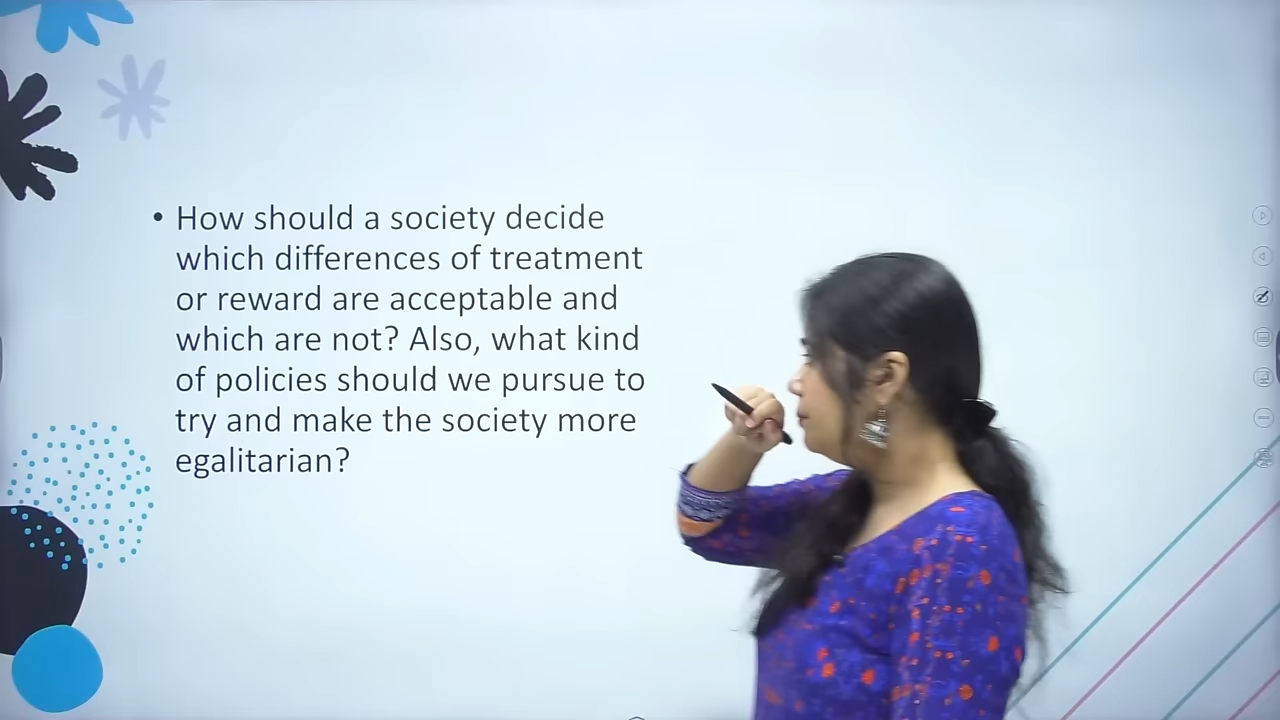 • How should a society decide
which differences of treatment
or reward are acceptable and
which are not? Also, what kind
of policies should we pursue to
try and make the society more
egalitarian?